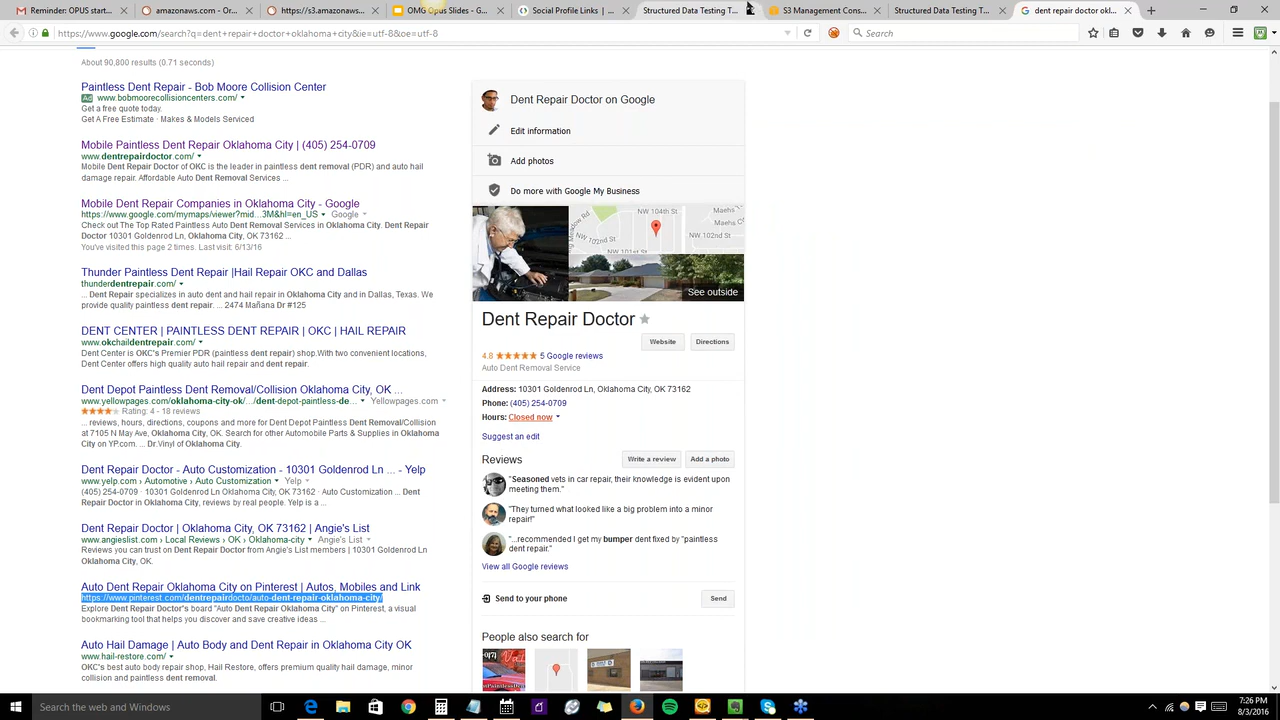 Reminder: OPUS start...
OPUS track 4
https://s3.amazonaws...
OMG Opus Slides - G...
Social Profile Links |
Structured Data Testing T...
S3 Management Cons...
Structured Data Testing T...
dent repair doctor ok...
https://www.google.com/search?q=dent+repair+doctor+oklahoma+city&ie=utf-8&oe=utf-8
Search
About 90,800 results (0.71 seconds)
Paintless Dent Repair - Bob Moore Collision Center
Ad www.bobmoorecollisioncenters.com/
Get a free quote today.
Get A Free Estimate · Makes & Models Serviced
Mobile Paintless Dent Repair Oklahoma City | (405) 254-0709
www.dentrepairdoctor.com/
Mobile Dent Repair Doctor of OKC is the leader in paintless dent removal (PDR) and auto hail
damage repair. Affordable Auto Dent Removal Services ...
Mobile Dent Repair Companies in Oklahoma City - Google
https://www.google.com/mymaps/viewer?mid...3M&hl=en_US Google
Check out The Top Rated Paintless Auto Dent Removal Services in Oklahoma City. Dent Repair
Doctor 10301 Goldenrod Ln, Oklahoma City, OK 73162 ...
You've visited this page 2 times. Last visit: 6/13/16
Thunder Paintless Dent Repair |Hail Repair OKC and Dallas
thunderdentrepair.com/
... Dent Repair specializes in auto dent and hail repair in Oklahoma City and in Dallas, Texas. We
provide quality paintless dent repair. ... 2474 Mañana Dr #125
DENT CENTER | PAINTLESS DENT REPAIR | OKC | HAIL REPAIR
www.okchaildentrepair.com/
Dent Center is OKC's Premier PDR (paintless dent repair) shop.With two convenient locations,
Dent Center offers high quality auto hail repair and dent repair.
Dent Depot Paintless Dent Removal/Collision Oklahoma City, OK ...
www.yellowpages.com/oklahoma-city-ok/.../dent-depot-paintless-de... Yellowpages.com
Rating: 4 - 18 reviews
... reviews, hours, directions, coupons and more for Dent Depot Paintless Dent Removal/Collision
at 7105 N May Ave, Oklahoma City, OK. Search for other Automobile Parts & Supplies in Oklahoma
City on YP.com. ... Dr.Vinyl of Oklahoma City.
Dent Repair Doctor - Auto Customization - 10301 Goldenrod Ln ... - Yelp
www.yelp.com › Automotive › Auto Customization Yelp
(405) 254-0709 · 10301 Goldenrod Ln Oklahoma City, OK 73162 · Auto Customization ... Dent
Repair Doctor in Oklahoma City, reviews by real people. Yelp is a ...
Dent Repair Doctor | Oklahoma City, OK 73162 | Angie's List
www.angieslist.com › Local Reviews › OK › Oklahoma-city Angie's List
Reviews you can trust on Dent Repair Doctor from Angie's List members | 10301 Goldenrod Ln
Oklahoma City, OK.
Auto Dent Repair Oklahoma City on Pinterest | Autos, Mobiles and Link
https://www.pinterest.com/dentrepairdocto/auto-dent-repair-oklahoma-city/
Explore Dent Repair Doctor's board "Auto Dent Repair Oklahoma City" on Pinterest, a visual
bookmarking tool that helps you discover and save creative ideas ...
Auto Hail Damage | Auto Body and Dent Repair in Oklahoma City OK
www.hail-restore.com/
OKC's best auto body repair shop, Hail Restore, offers premium quality hail damage, minor
collision and paintless dent removal.
Dent Repair Doctor on Google
Edit information
Add photos
Do more with Google My Business
NW 104th St
NW 102nd St
NW 101st St
Maehs
Maehs Dr
NW.102nd St
See outside
Dent Repair Doctor
Website
Directions
4.8 5 Google reviews
Auto Dent Removal Service
Address: 10301 Goldenrod Ln, Oklahoma City, OK 73162
Phone: (405) 254-0709
Hours: Closed now
Suggest an edit
Reviews
Write a review
Add a photo
"Seasoned vets in car repair, their knowledge is evident upon
meeting them."
"They turned what looked like a big problem into a minor
repair!"
"...recommended I get my bumper dent fixed by "paintless
dent repair."
View all Google reviews
Send to your phone
Send
People also search for
Search the web and Windows
7:26 PM
8/3/2016